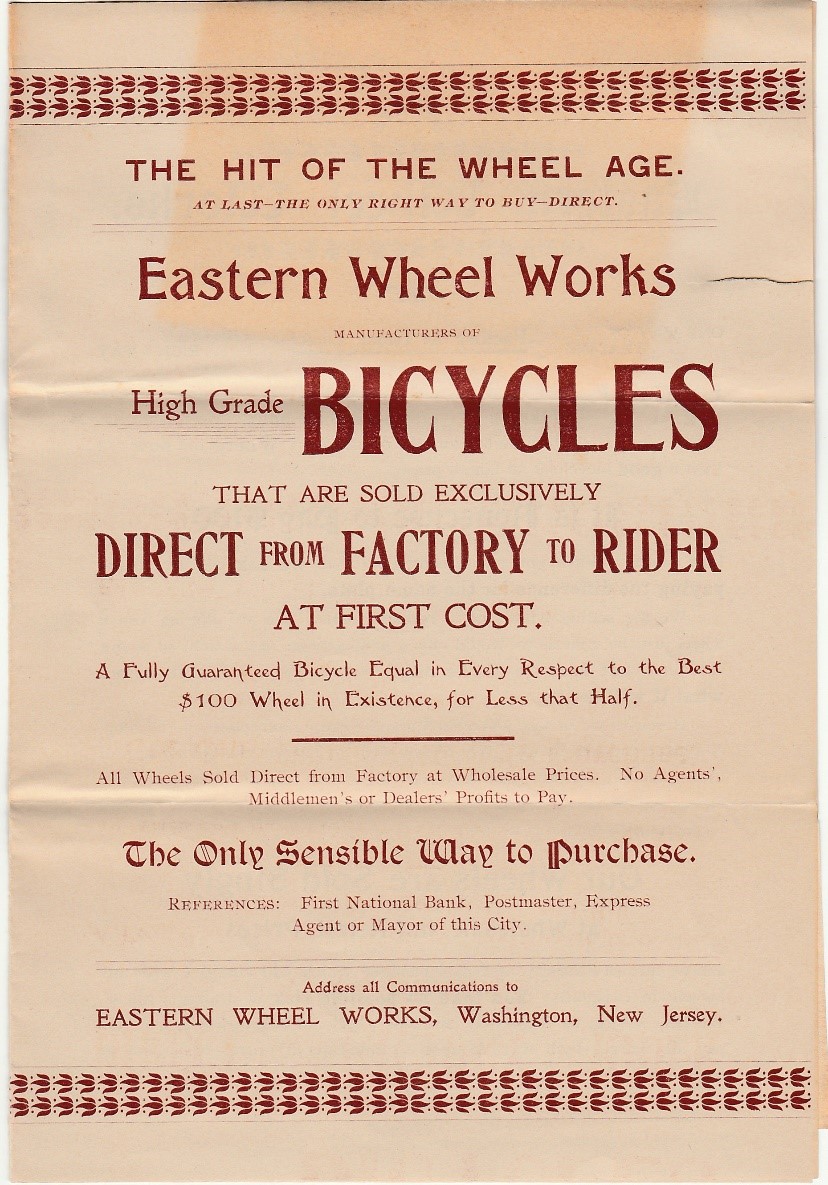 THE HIT OF THE WHEEL AGE.
AT LAST—THE ONLY RIGHT WAY TO BUY—DIRECT.
Eastern Wheel Works
MANUFACTURERS OF
High Grade BICYCLES
THAT ARE SOLD EXCLUSIVELY
DIRECT FROM FACTORY TO RIDER
AT FIRST COST.
A Fully Guaranteed Bicycle Equal in Every Respect to the Best
$100 Wheel in Existence, for Less that Half.
All Wheels Sold Direct from Factory at Wholesale Prices. No Agents',
Middlemen's or Dealers' Profits to Pay.
The Only Sensible Way to Purchase.
REFERENCES: First National Bank, Postmaster, Express
Agent or Mayor of this City.
Address all Communications to
EASTERN WHEEL WORKS, Washington, New Jersey.